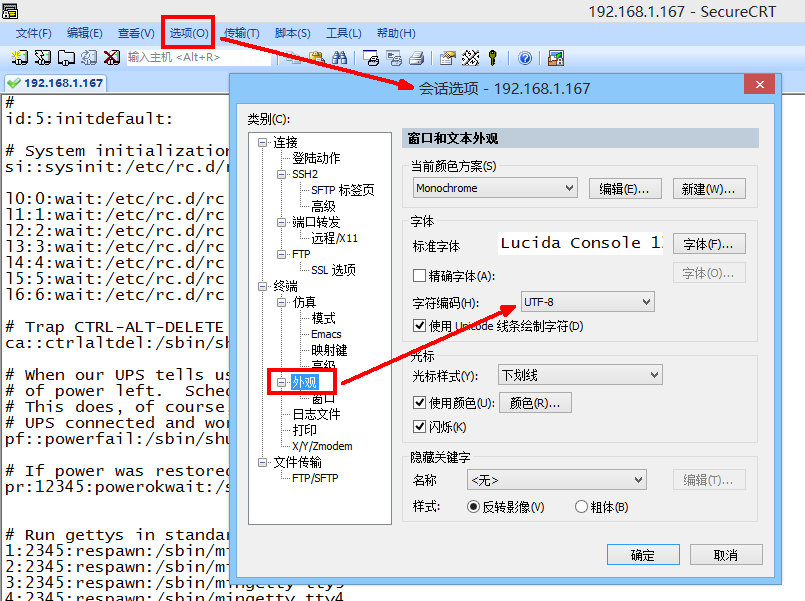 192.168.1.167 - SecureCRT
文件(F) 编辑(E) 查看(V) 选项(O) 传输(T) 脚本(S) 工具(L) 帮助(H)
输入主机 <Alt+R>
192.168.1.167
#
id:5:initdefault:
# System initialization
si::sysinit:/etc/rc.d/r
l0:0:wait:/etc/rc.d/rc
l1:1:wait:/etc/rc.d/rc
l2:2:wait:/etc/rc.d/rc
l3:3:wait:/etc/rc.d/rc
l4:4:wait:/etc/rc.d/rc
l5:5:wait:/etc/rc.d/rc
l6:6:wait:/etc/rc.d/rc
# Trap CTRL-ALT-DELETE
ca::ctrlaltdel:/sbin/sh
# When our UPS tells us
# of power left.  Sched
# This does, of course,
# UPS connected and wor
pf::powerfail:/sbin/shu
# If power was restored
pr:12345:powerokwait:/s
# Run gettys in standar
1:2345:respawn:/sbin/mi
2:2345:respawn:/sbin/mi
3:2345:respawn:/sbin/mingetty tty3
4:2345:respawn:/sbin/mingetty tty4
会话选项 - 192.168.1.167
类别(C):
连接
登陆动作
SSH2
SFTP 标签页
高级
端口转发
远程/X11
FTP
SSL 选项
终端
仿真
模式
Emacs
映射键
高级
外观
窗口
日志文件
打印
X/Y/Zmodem
文件传输
FTP/SFTP
窗口和文本外观
当前颜色方案(S)
Monochrome 编辑(E)... 新建(W)...
字体
标准字体 Lucida Console 1 字体(F)...
精确字体(A): 字体(O)...
字符编码(H): UTF-8
使用 Unicode 线条绘制字符(D)
光标
光标样式(Y): 下划线
使用颜色(U): 颜色(R)...
闪烁(K)
隐藏关键字
名称 <无> 编辑(T)...
样式: 反转影像(V) 粗体(B)
确定 取消